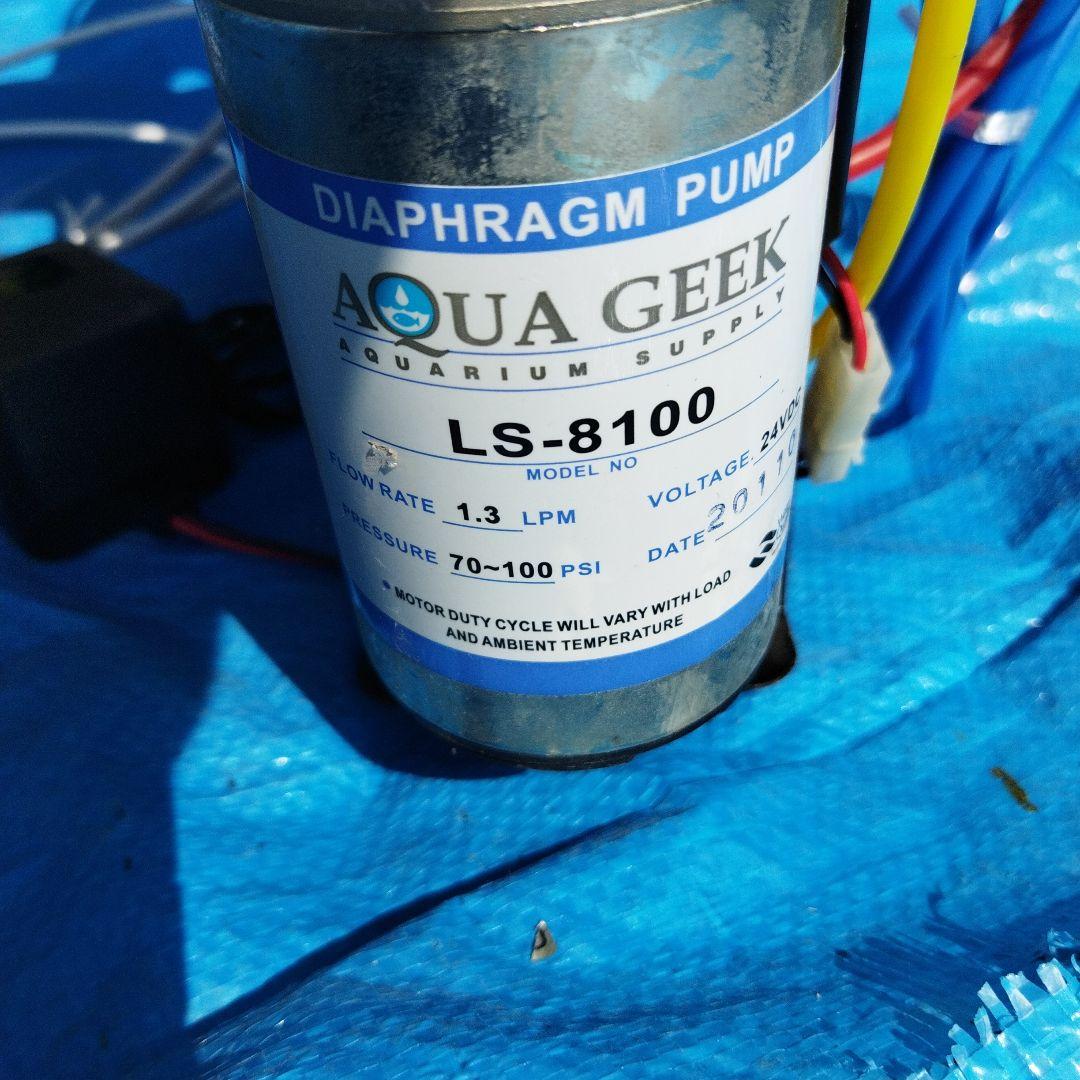 DIAPHRAGM PUMP
AQUA GEEK
AQUARIUM SUPPLY
LS-8100
MODEL NO
FLOW RATE 1.3 LPM
VOLTAGE. 24VDC
PRESSURE 70~100 PSI
DATE 20110
• MOTOR DUTY CYCLE WILL VARY WITH LOAD
AND AMBIENT TEMPERATURE